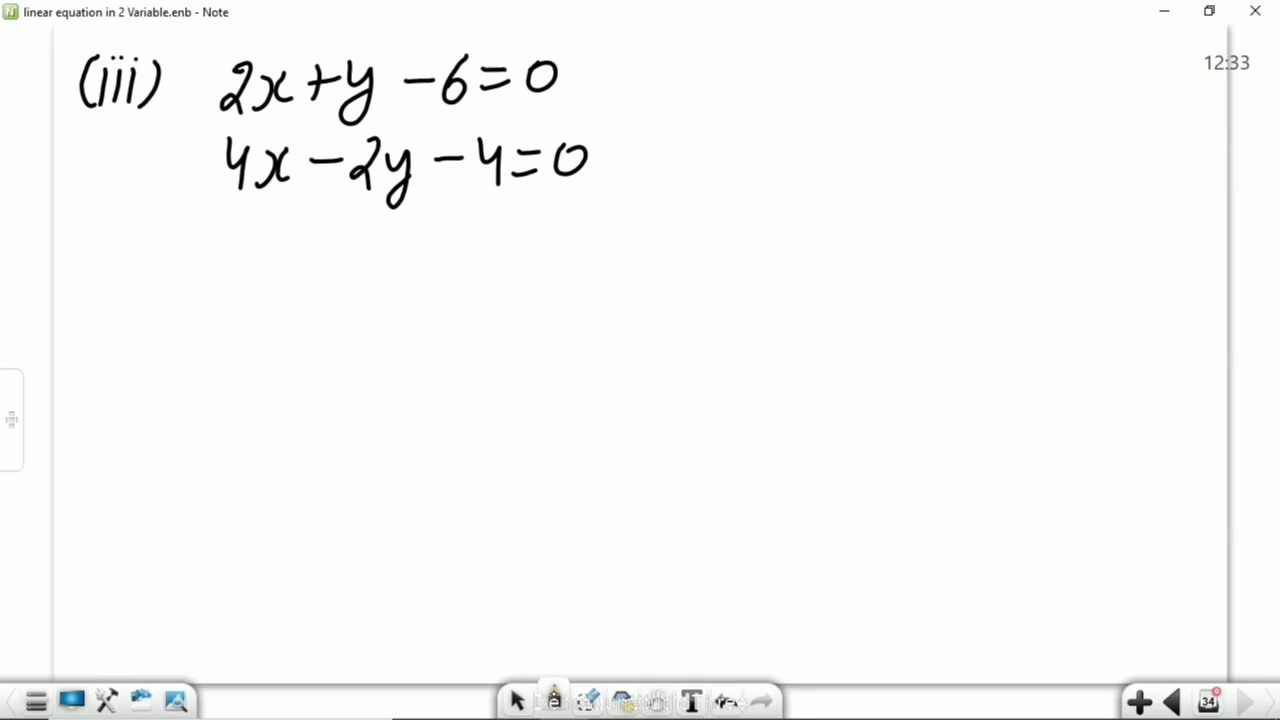 linear equation in 2 Variable.enb - Note
12:33
(iii) 2x + y - 6 = 0
4x - 2y - 4 = 0
34